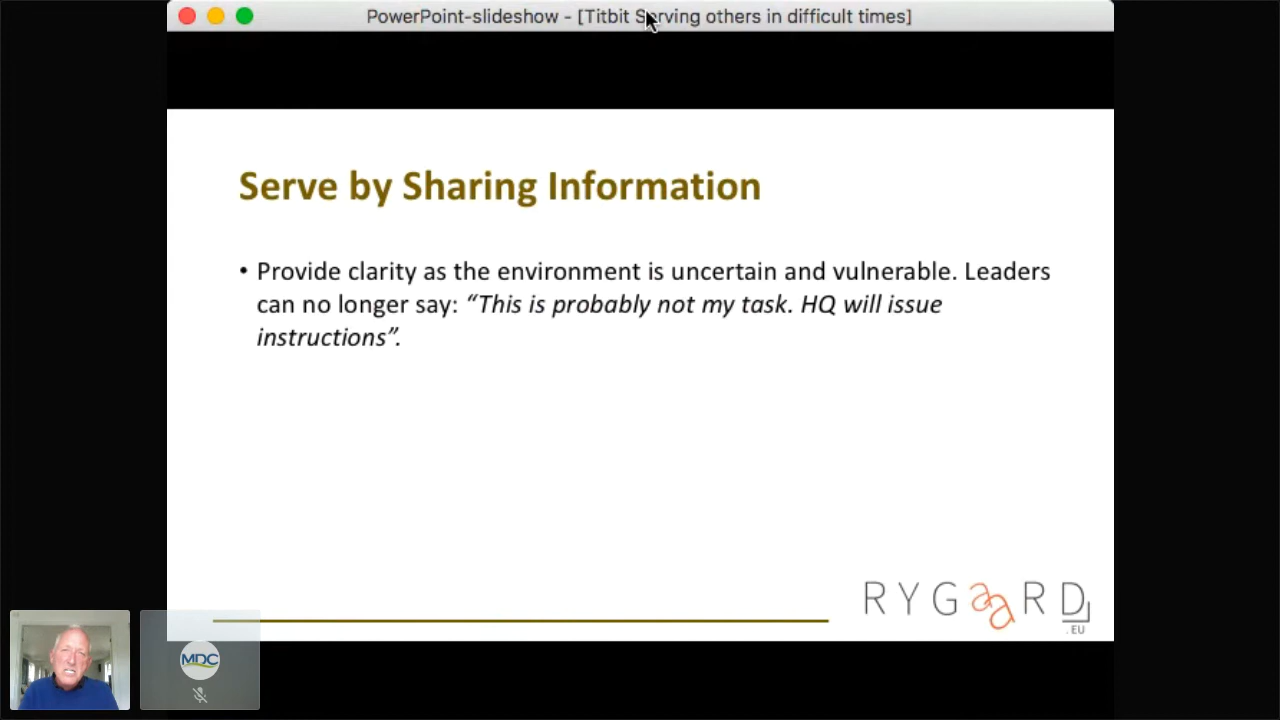 PowerPoint-slideshow - [Titbit Serving others in difficult times]
Serve by Sharing Information
• Provide clarity as the environment is uncertain and vulnerable. Leaders
can no longer say: “This is probably not my task. HQ will issue
instructions”.
RYGaaRD
.EU
MDC